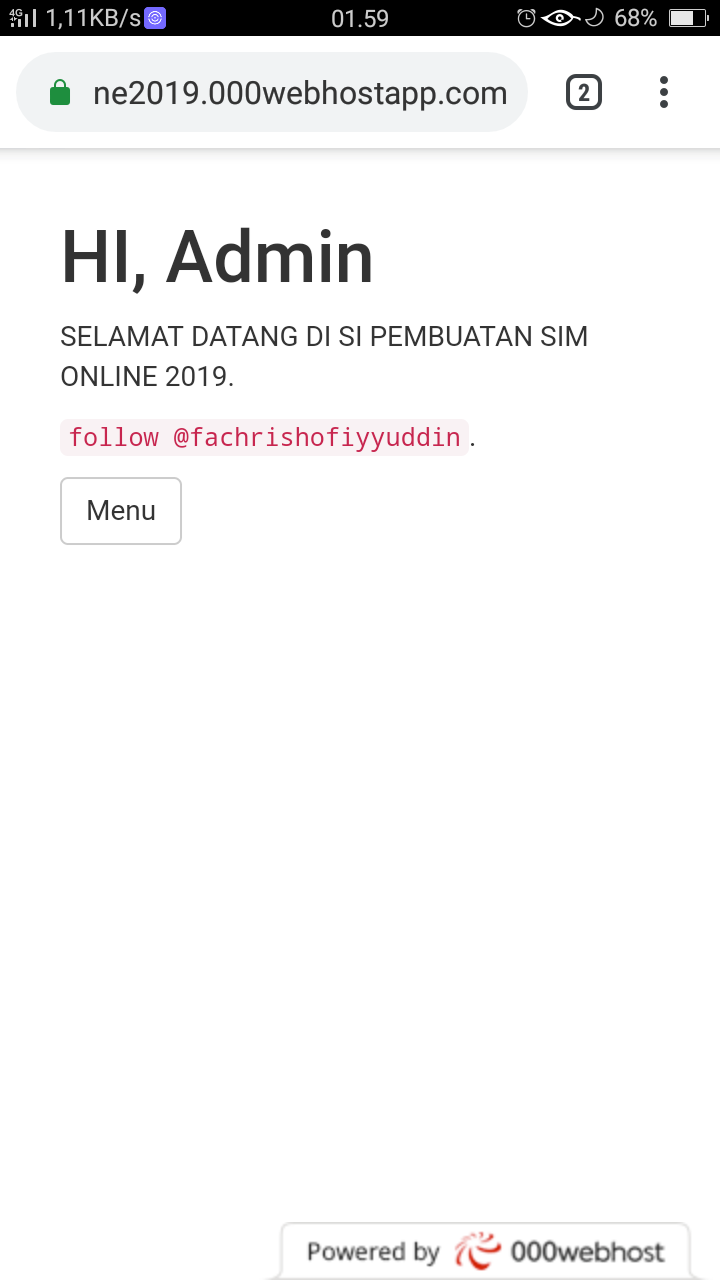 4G 1,11KB/s 01.59 68%
ne2019.000webhostapp.com 2
HI, Admin
SELAMAT DATANG DI SI PEMBUATAN SIM
ONLINE 2019.
follow @fachrishofiyyuddin.
Menu
Powered by 000webhost